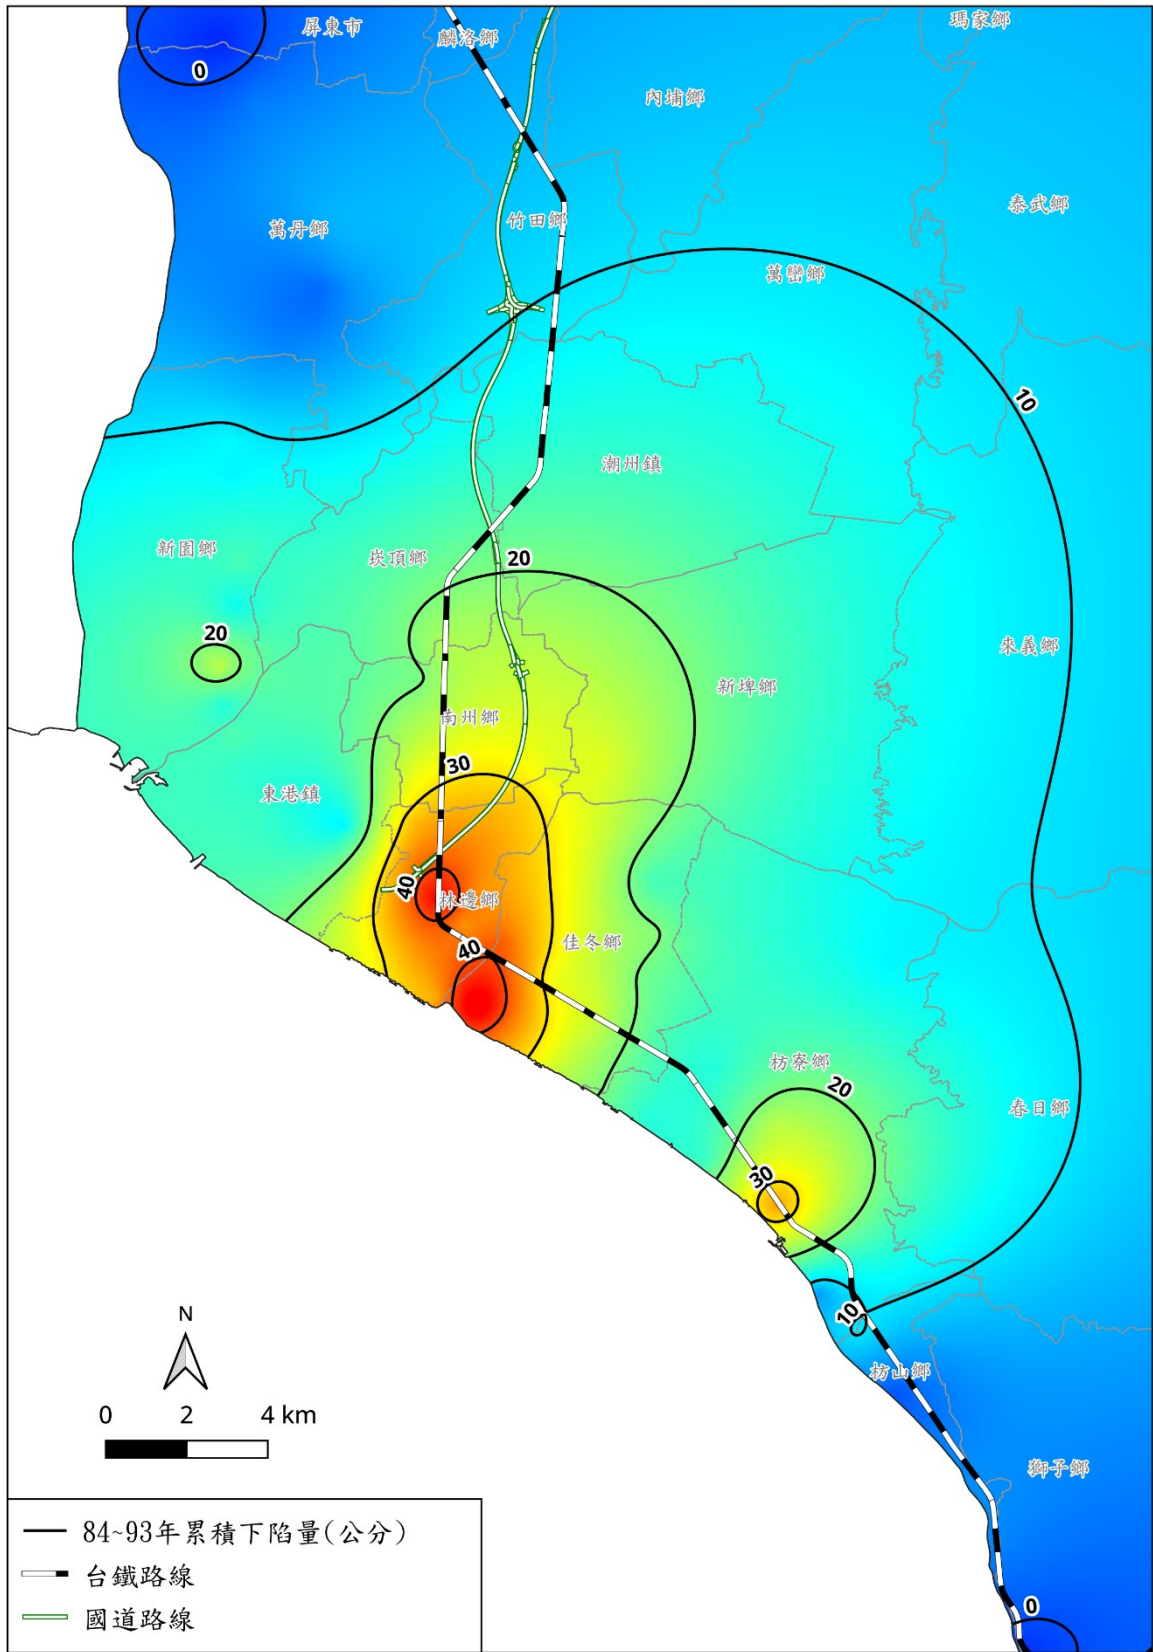 屏東市
麟洛鄉
瑪家鄉
0
內埔鄉
泰武鄉
竹田鄉
萬丹鄉
萬巒鄉
10
潮州鎮
新園鄉
崁頂鄉
20
20
來義鄉
新埤鄉
南州鄉
30
東港鎮
40
林邊鄉
40
佳冬鄉
枋寮鄉
20
春日鄉
30
10
枋山鄉
獅子鄉
0
N
0 2 4 km
84~93年累積下陷量(公分)
台鐵路線
國道路線